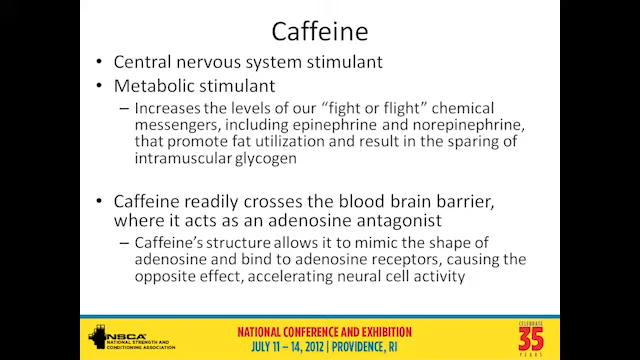 Caffeine
• Central nervous system stimulant
• Metabolic stimulant
– Increases the levels of our “fight or flight” chemical
messengers, including epinephrine and norepinephrine,
that promote fat utilization and result in the sparing of
intramuscular glycogen
• Caffeine readily crosses the blood brain barrier,
where it acts as an adenosine antagonist
– Caffeine’s structure allows it to mimic the shape of
adenosine and bind to adenosine receptors, causing the
opposite effect, accelerating neural cell activity
NSCA
NATIONAL STRENGTH AND
CONDITIONING ASSOCIATION
NATIONAL CONFERENCE AND EXHIBITION
JULY 11 – 14, 2012 | PROVIDENCE, RI
CELEBRATE
35
YEARS